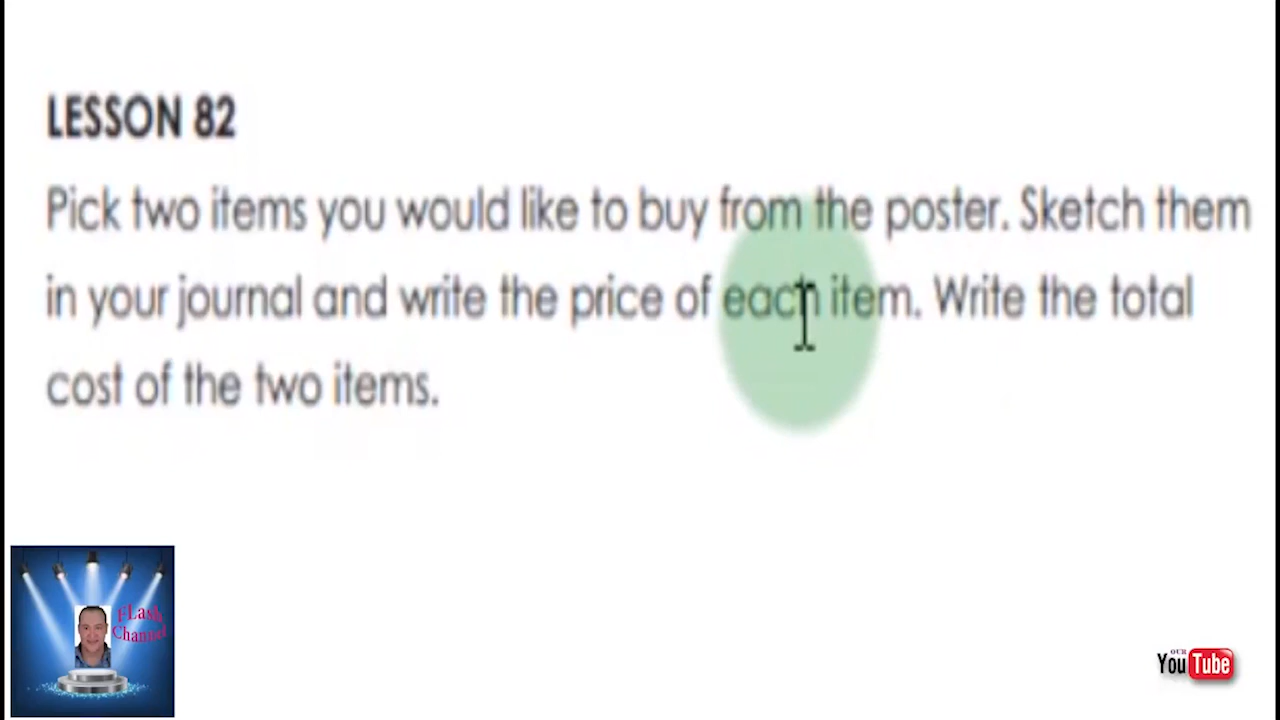 LESSON 82
Pick two items you would like to buy from the poster. Sketch them
in your journal and write the price of each item. Write the total
cost of the two items.
FLash
Channel
OUR
YouTube